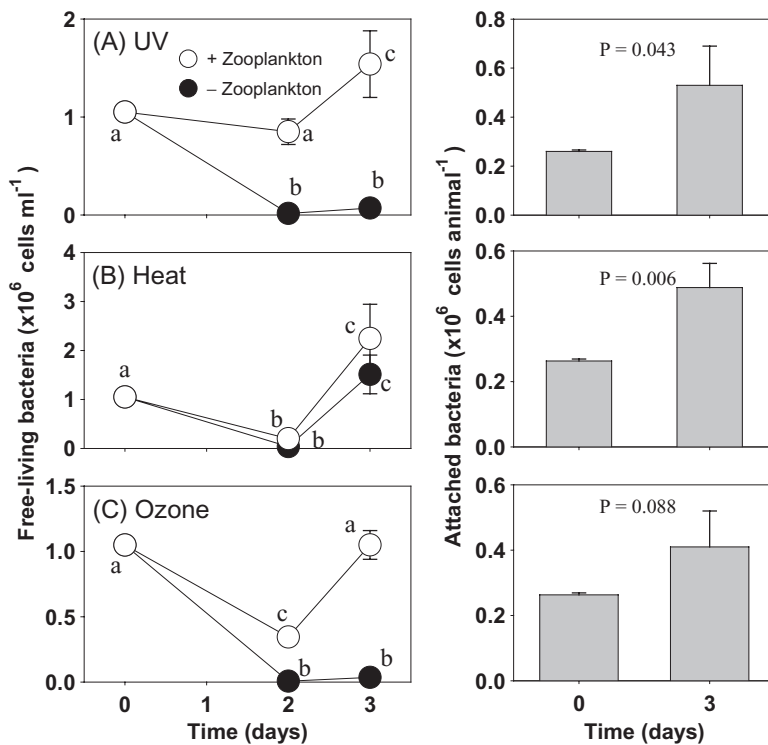 (A) UV
+ Zooplankton
– Zooplankton
2
1
0
a
a
b
c
b
P = 0.043
0.8
0.6
0.4
0.2
0.0
(B) Heat
4
3
2
1
0
a
b
b
c
c
P = 0.006
0.6
0.4
0.2
0.0
(C) Ozone
1.5
1.0
0.5
0.0
a
c
b
a
b
0 1 2 3
Time (days)
P = 0.088
0.6
0.4
0.2
0.0
0 3
Time (days)
Free-living bacteria (x10⁶ cells ml⁻¹)
Attached bacteria (x10⁶ cells animal⁻¹)